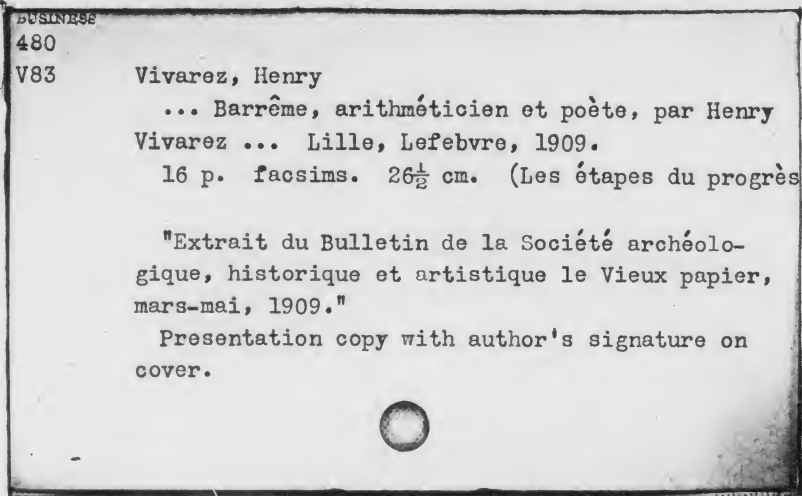 BUSINESS
480
V83 Vivarez, Henry
... Barrême, arithméticien et poète, par Henry
Vivarez ... Lille, Lefebvre, 1909.
16 p. facsims. 26½ cm. (Les étapes du progrès
"Extrait du Bulletin de la Société archéolo-
gique, historique et artistique le Vieux papier,
mars-mai, 1909."
Presentation copy with author's signature on
cover.